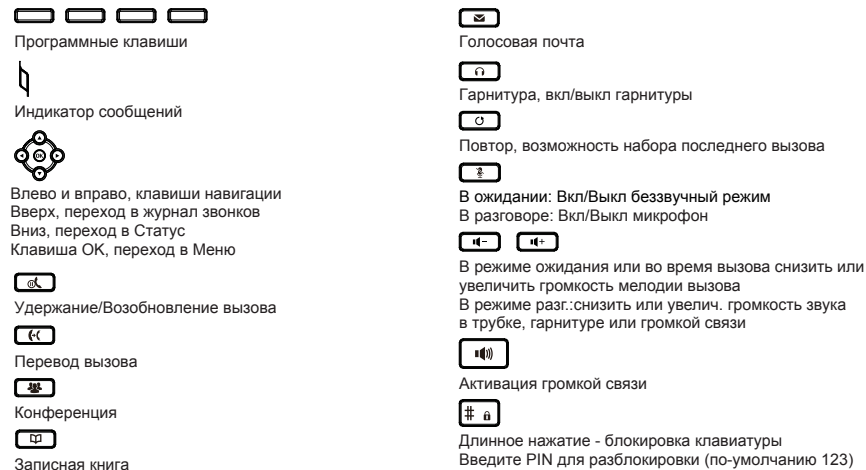 Программные клавиши
Индикатор сообщений
OK
Влево и вправо, клавиши навигации
Вверх, переход в журнал звонков
Вниз, переход в Статус
Клавиша OK, переход в Меню
Удержание/Возобновление вызова
Перевод вызова
Конференция
Записная книга
Голосовая почта
Гарнитура, вкл/выкл гарнитуры
Повтор, возможность набора последнего вызова
В ожидании: Вкл/Выкл беззвучный режим
В разговоре: Вкл/Выкл микрофон
В режиме ожидания или во время вызова снизить или
увеличить громкость мелодии вызова
В режиме разг.:снизить или увелич. громкость звука
в трубке, гарнитуре или громкой связи
Активация громкой связи
#
Длинное нажатие - блокировка клавиатуры
Введите PIN для разблокировки (по-умолчанию 123)